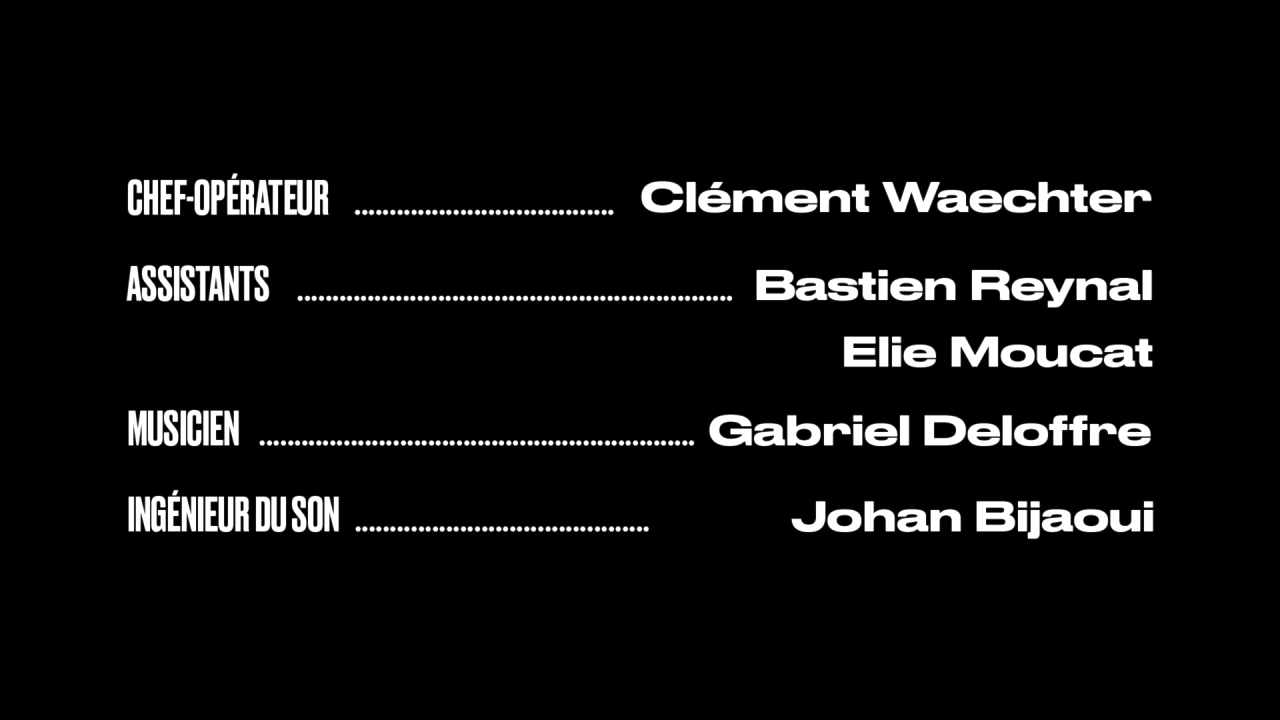 CHEF-OPÉRATEUR ..................................... Clément Waechter
ASSISTANTS .............................................................. Bastien Reynal
Elie Moucat
MUSICIEN .............................................................. Gabriel Deloffre
INGÉNIEUR DU SON .......................................... Johan Bijaoui